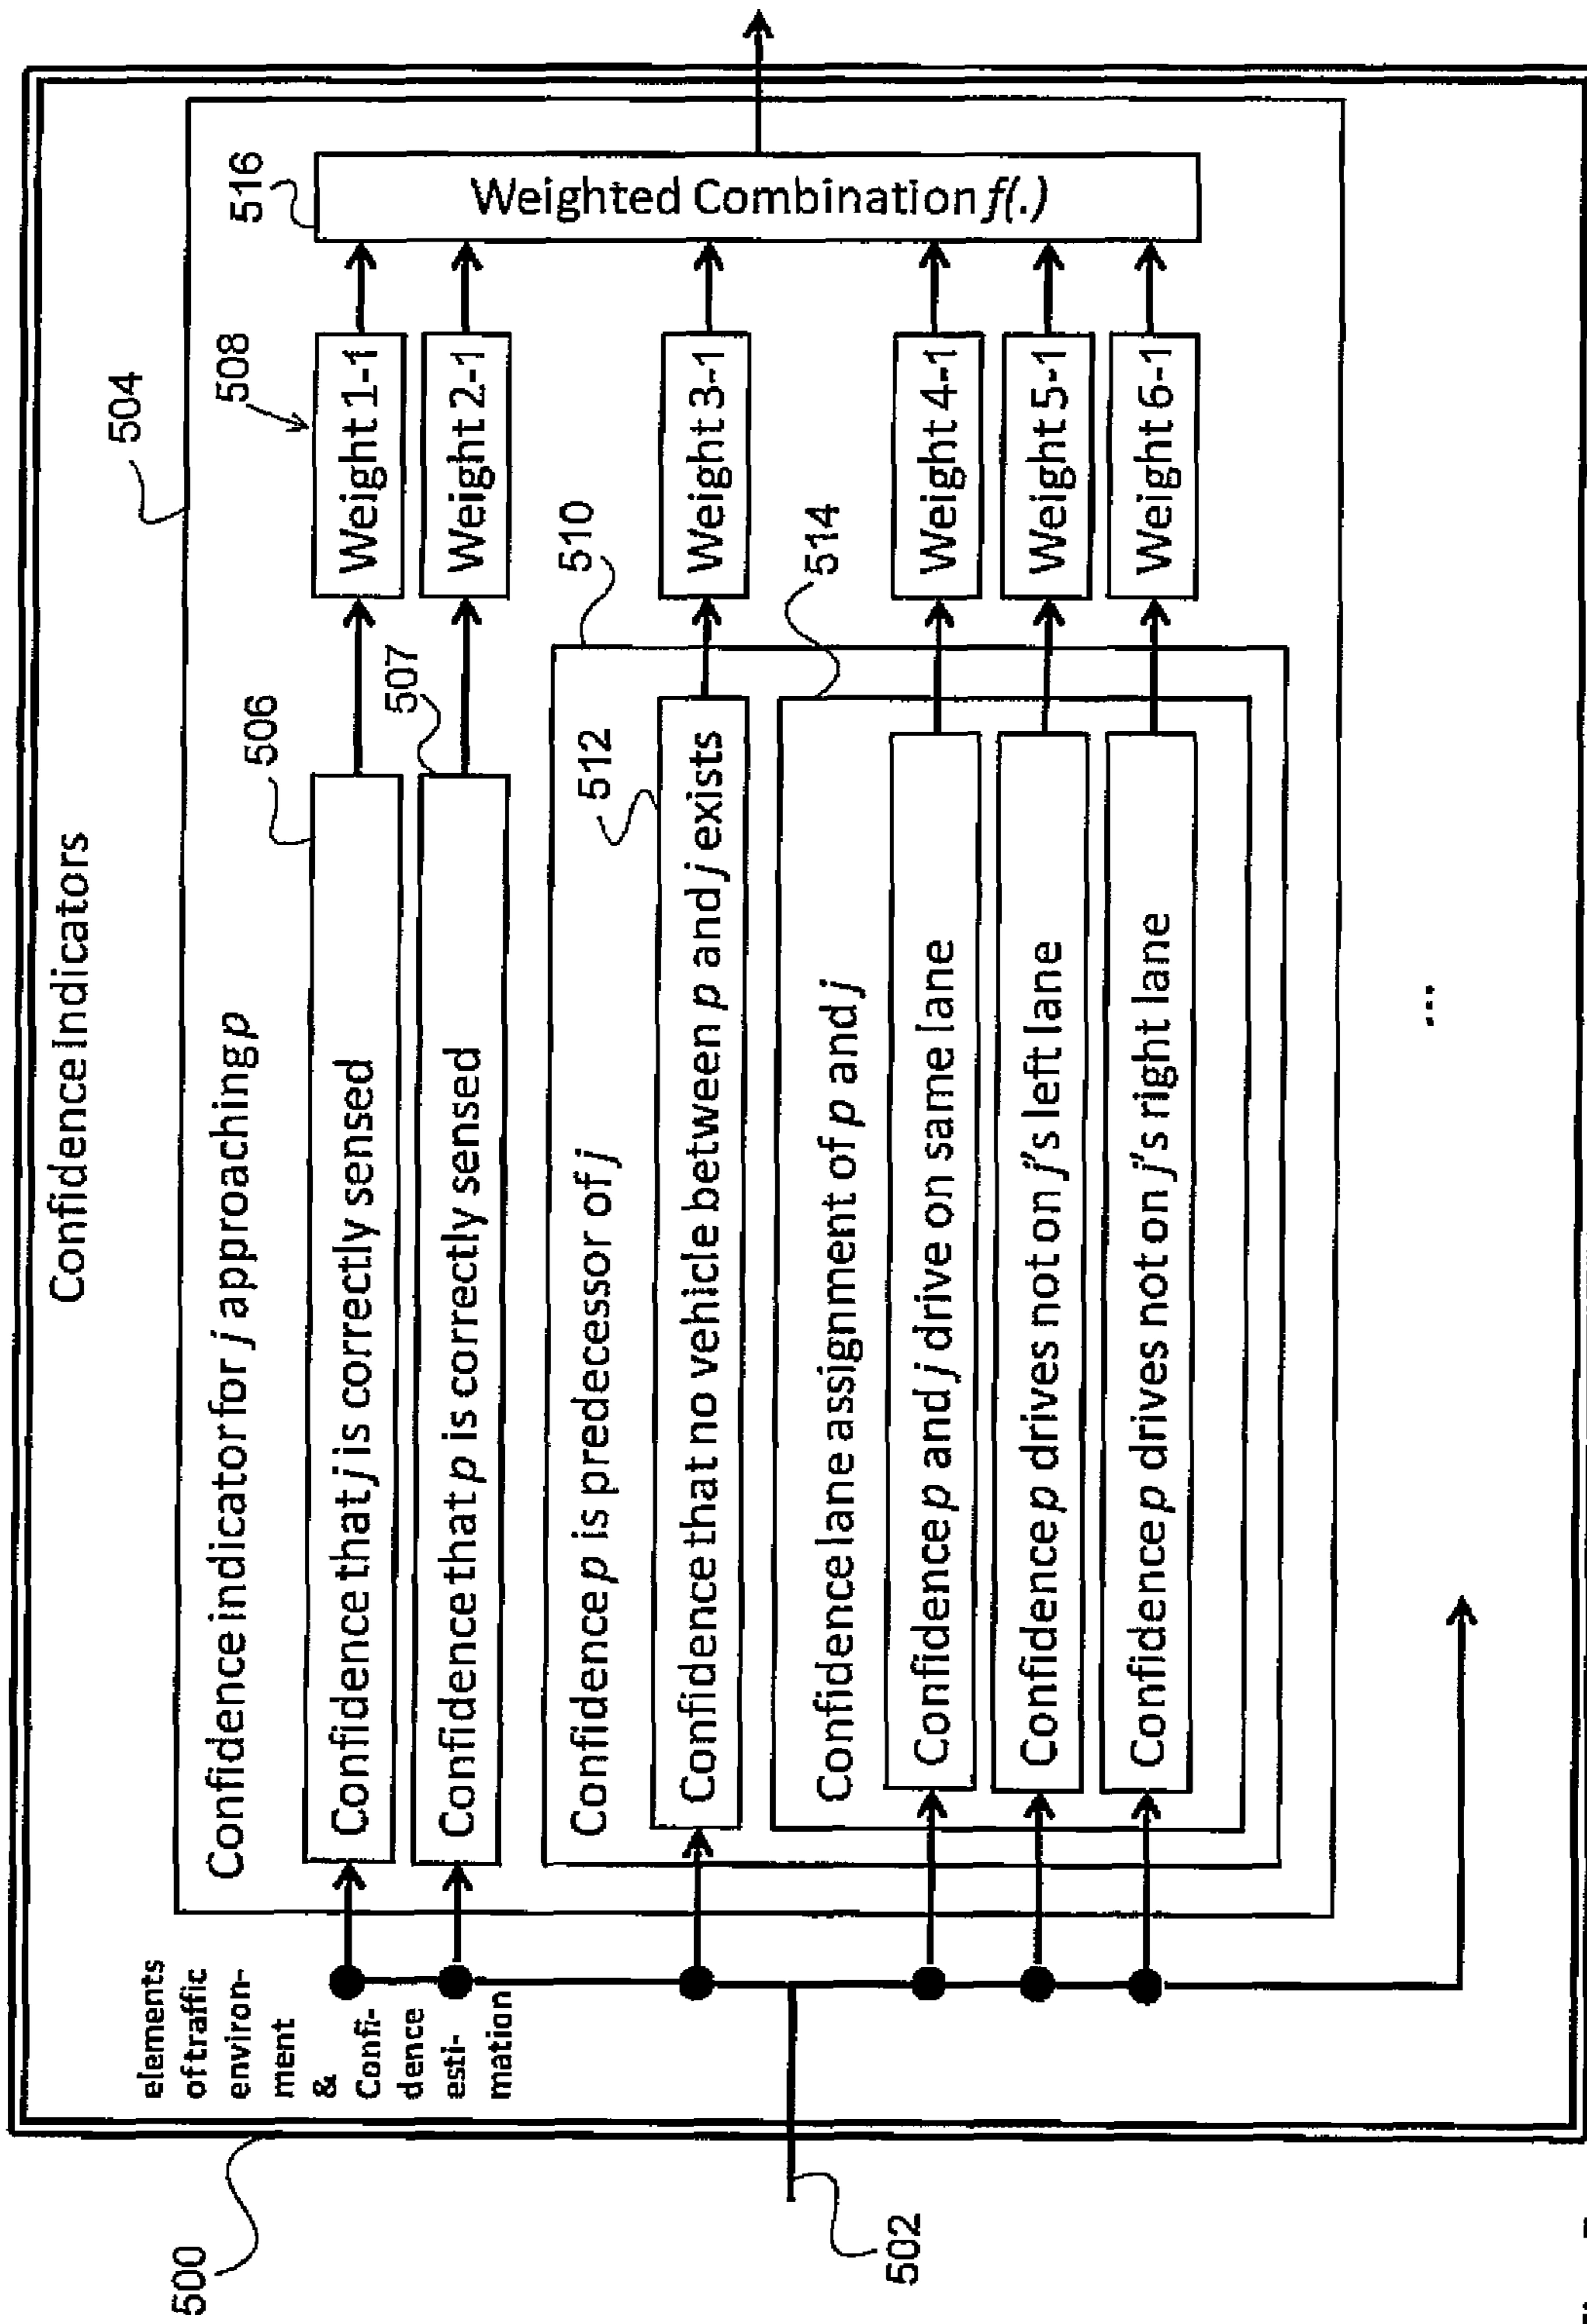 Confidence Indicators
504
Confidence indicator for j approaching p
elements
of traffic
environ-
ment
&
Confi-
dence
esti-
mation
506
508
516
Confidence that j is correctly sensed
Weight 1-1
507
Confidence that p is correctly sensed
Weight 2-1
Weighted Combination f(.)
510
Confidence p is predecessor of j
512
Confidence that no vehicle between p and j exists
Weight 3-1
514
Confidence lane assignment of p and j
Confidence p and j drive on same lane
Weight 4-1
Confidence p drives not on j's left lane
Weight 5-1
Confidence p drives not on j's right lane
Weight 6-1
...
500
502